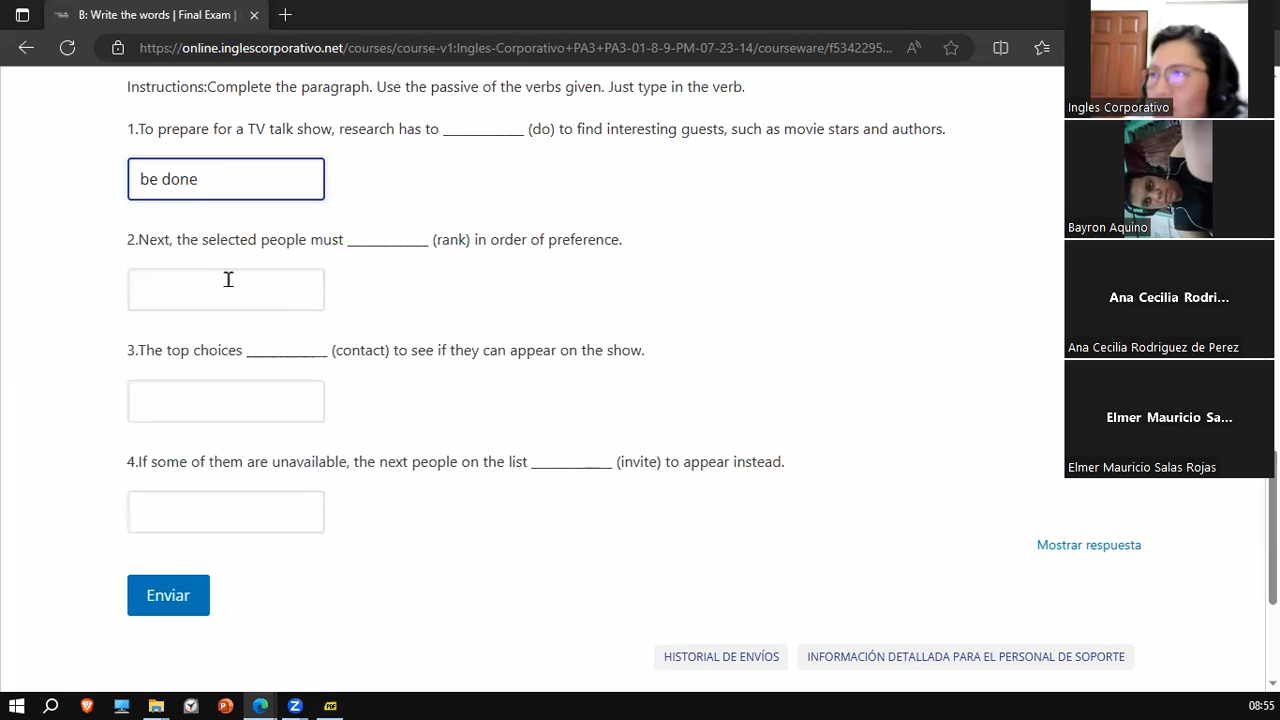 B: Write the words | Final Exam |
https://online.inglescorporativo.net/courses/course-v1:Ingles-Corporativo+PA3+PA3-01-8-9-PM-07-23-14/courseware/f5342295...
Instructions:Complete the paragraph. Use the passive of the verbs given. Just type in the verb.
1.To prepare for a TV talk show, research has to ____________ (do) to find interesting guests, such as movie stars and authors.
be done
2.Next, the selected people must ____________ (rank) in order of preference.
3.The top choices ____________ (contact) to see if they can appear on the show.
4.If some of them are unavailable, the next people on the list ____________ (invite) to appear instead.
Mostrar respuesta
Enviar
HISTORIAL DE ENVÍOS
INFORMACIÓN DETALLADA PARA EL PERSONAL DE SOPORTE
Ingles Corporativo
Bayron Aquino
Ana Cecilia Rodri...
Ana Cecilia Rodriguez de Perez
Elmer Mauricio Sa...
Elmer Mauricio Salas Rojas
08:55